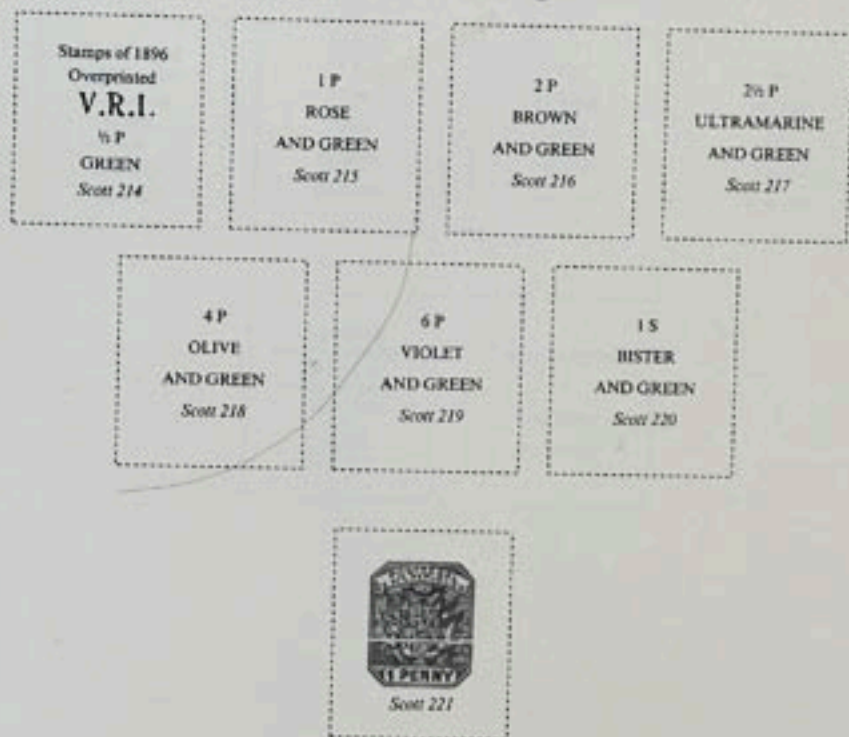 Stamps of 1896
Overprinted
V.R.I.
½ P
GREEN
Scott 214
1 P
ROSE
AND GREEN
Scott 215
2 P
BROWN
AND GREEN
Scott 216
2½ P
ULTRAMARINE
AND GREEN
Scott 217
4 P
OLIVE
AND GREEN
Scott 218
6 P
VIOLET
AND GREEN
Scott 219
1 S
BISTER
AND GREEN
Scott 220
1 PENNY
Scott 221